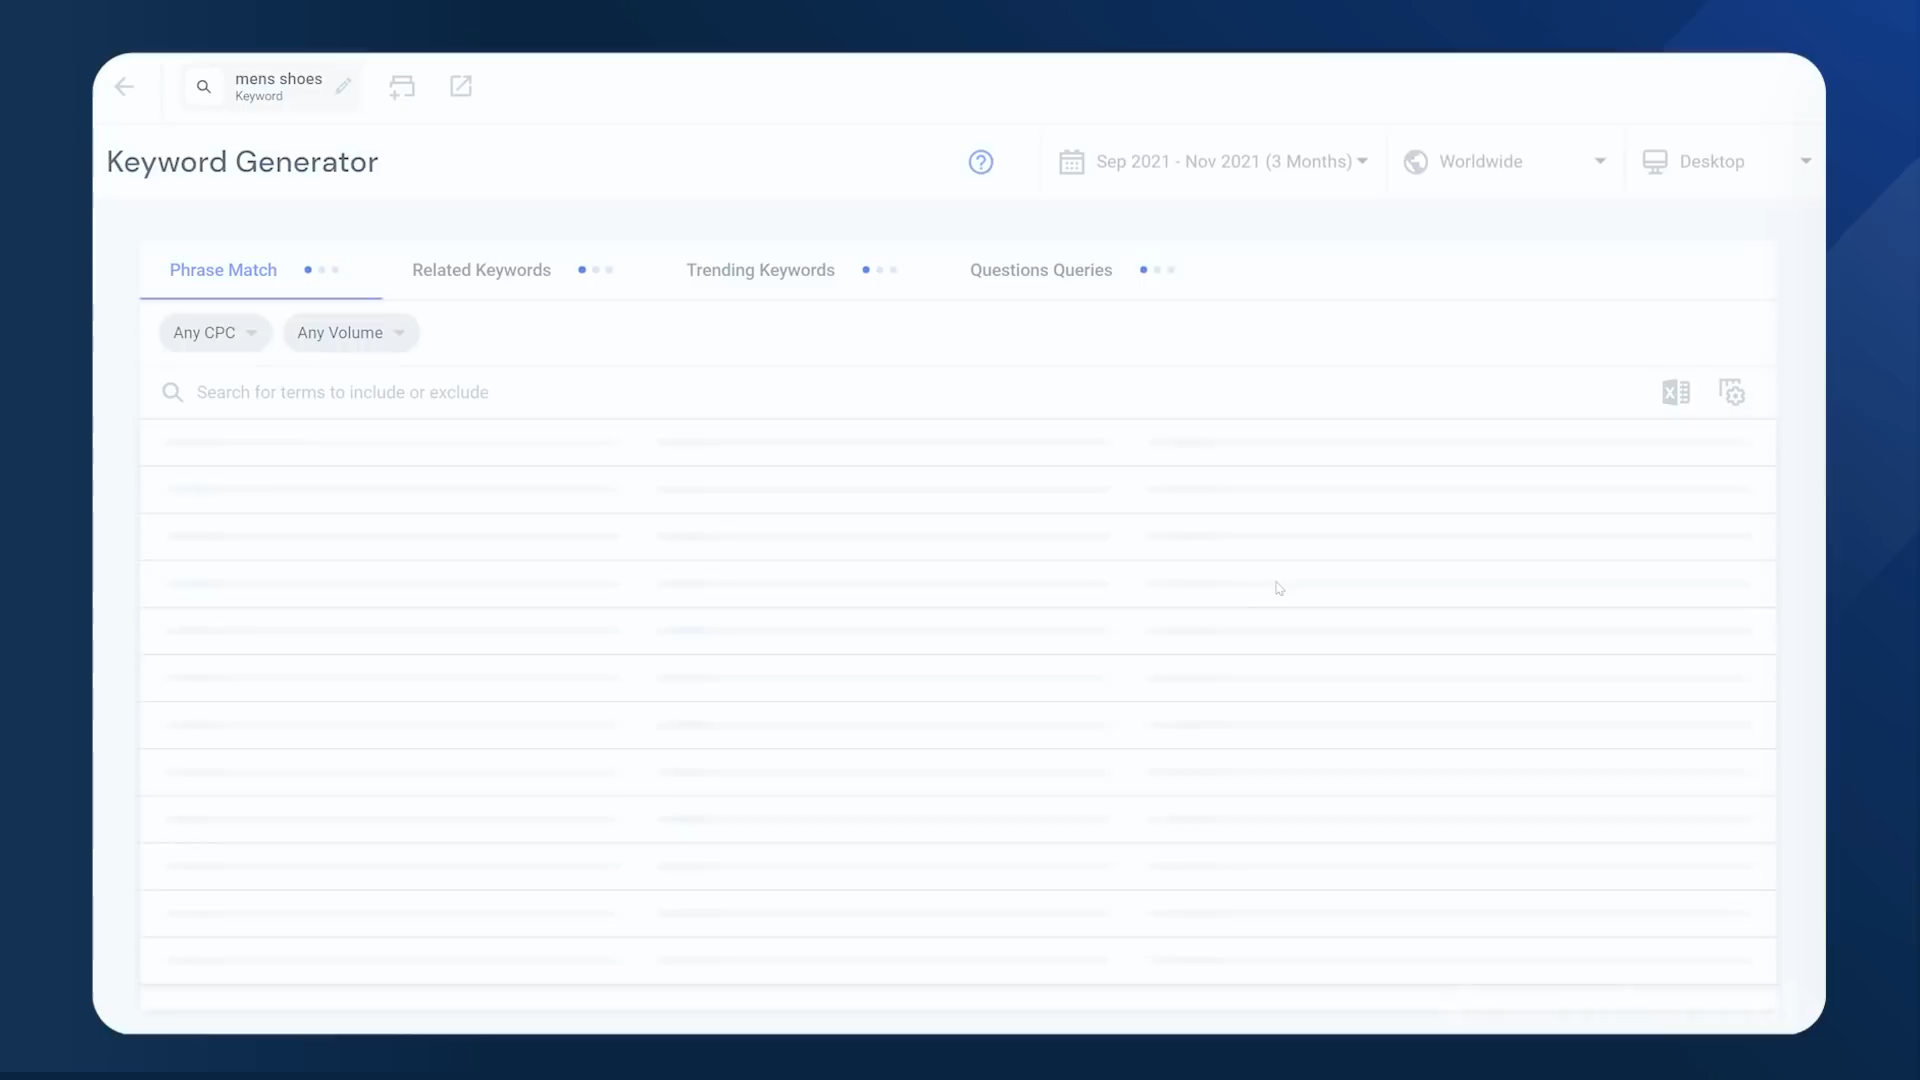 mens shoes
Keyword
Keyword Generator
Sep 2021 - Nov 2021 (3 Months)
Worldwide
Desktop
Phrase Match
Related Keywords
Trending Keywords
Questions Queries
Any CPC
Any Volume
Search for terms to include or exclude